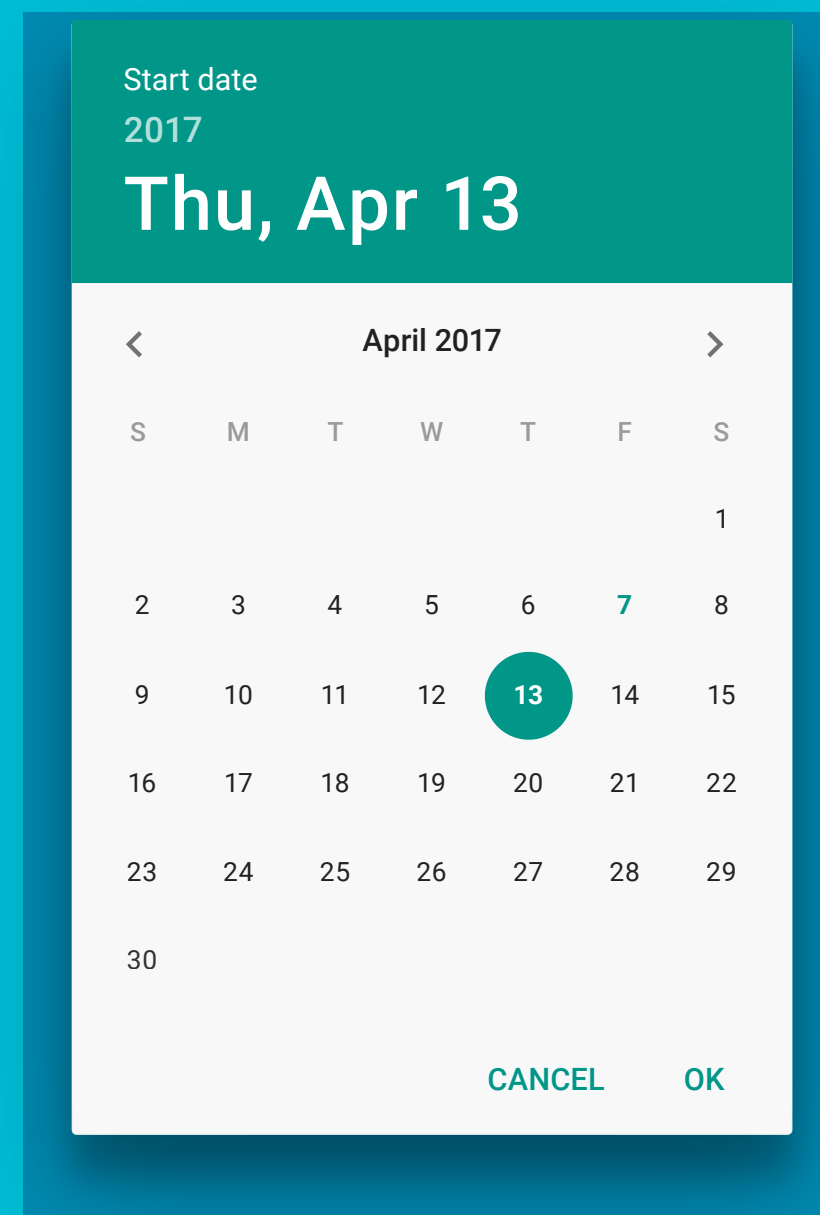 Start date
2017
Thu, Apr 13
April 2017
S M T W T F S
1
2 3 4 5 6 7 8
9 10 11 12 13 14 15
16 17 18 19 20 21 22
23 24 25 26 27 28 29
30
CANCEL OK